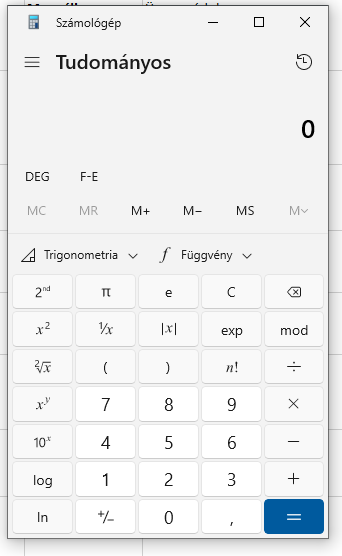 Számológép
Tudományos
0
DEG F-E
MC MR M+ M− MS M
Trigonometria f Függvény
2ⁿᵈ π e C
x² ¹/x |x| exp mod
²√x ( ) n! ÷
xʸ 7 8 9 ×
10ˣ 4 5 6 −
log 1 2 3 +
ln +/− 0 , =